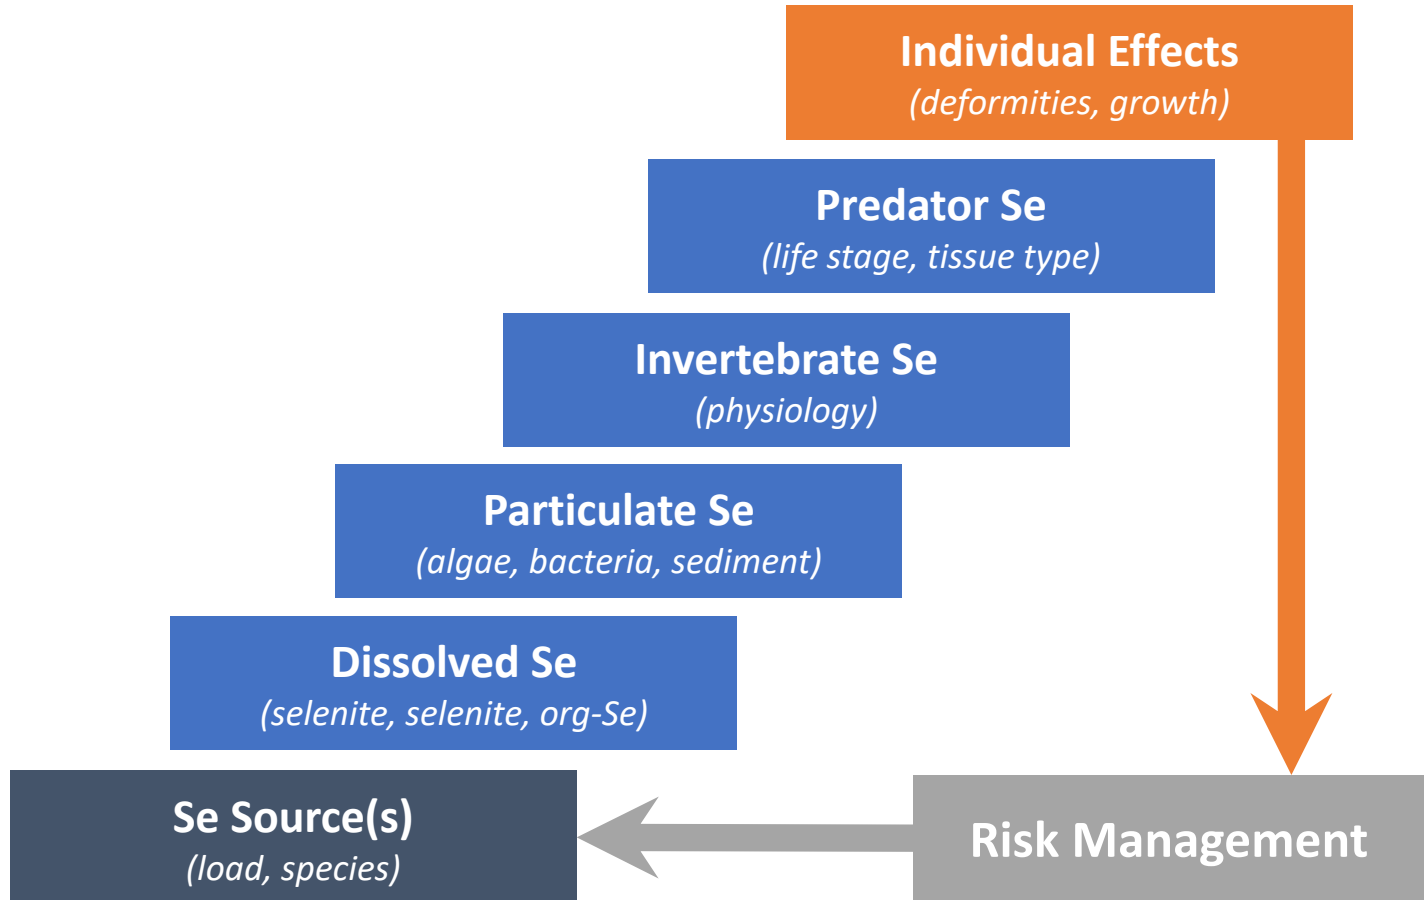 Individual Effects
(deformities, growth)
Predator Se
(life stage, tissue type)
Invertebrate Se
(physiology)
Particulate Se
(algae, bacteria, sediment)
Dissolved Se
(selenite, selenite, org-Se)
Se Source(s)
(load, species)
Risk Management